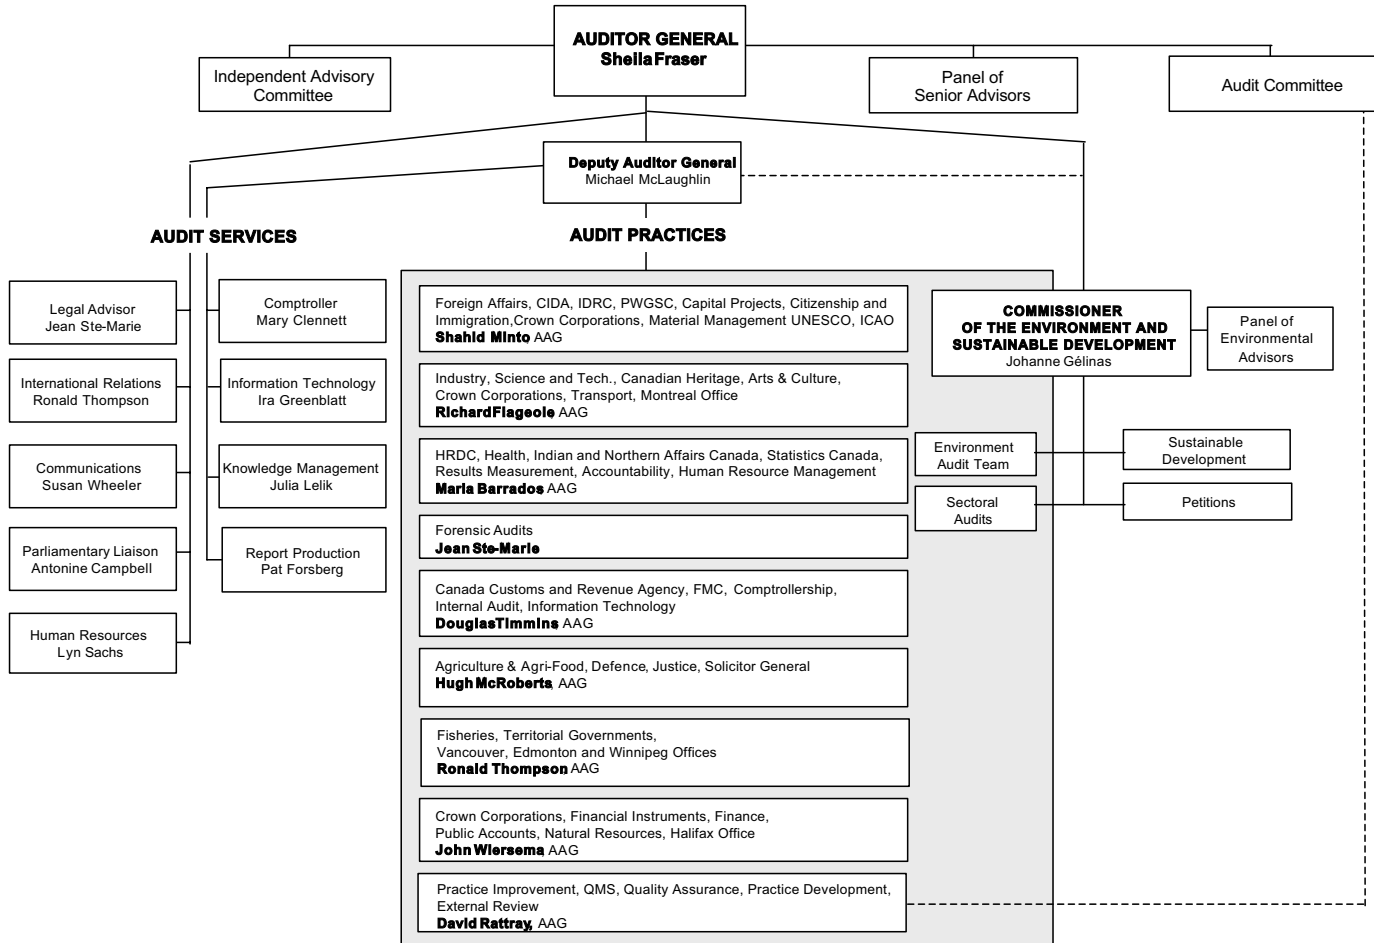 AUDITOR GENERAL
Sheila Fraser
Independent Advisory
Committee
Panel of
Senior Advisors
Audit Committee
Deputy Auditor General
Michael McLaughlin
AUDIT SERVICES
AUDIT PRACTICES
Legal Advisor
Jean Ste-Marie
International Relations
Ronald Thompson
Communications
Susan Wheeler
Parliamentary Liaison
Antonine Campbell
Human Resources
Lyn Sachs
Comptroller
Mary Clennett
Information Technology
Ira Greenblatt
Knowledge Management
Julia Lelik
Report Production
Pat Forsberg
Foreign Affairs, CIDA, IDRC, PWGSC, Capital Projects, Citizenship and
Immigration,Crown Corporations, Material Management UNESCO, ICAO
Shahid Minto, AAG
Industry, Science and Tech., Canadian Heritage, Arts & Culture,
Crown Corporations, Transport, Montreal Office
Richard Flageole, AAG
HRDC, Health, Indian and Northern Affairs Canada, Statistics Canada,
Results Measurement, Accountability, Human Resource Management
Maria Barrados, AAG
Forensic Audits
Jean Ste-Marie
Canada Customs and Revenue Agency, FMC, Comptrollership,
Internal Audit, Information Technology
Douglas Timmins, AAG
Agriculture & Agri-Food, Defence, Justice, Solicitor General
Hugh McRoberts, AAG
Fisheries, Territorial Governments,
Vancouver, Edmonton and Winnipeg Offices
Ronald Thompson, AAG
Crown Corporations, Financial Instruments, Finance,
Public Accounts, Natural Resources, Halifax Office
John Wiersema, AAG
Practice Improvement, QMS, Quality Assurance, Practice Development,
External Review
David Rattray, AAG
COMMISSIONER
OF THE ENVIRONMENT AND
SUSTAINABLE DEVELOPMENT
Johanne Gélinas
Panel of
Environmental
Advisors
Environment
Audit Team
Sustainable
Development
Sectoral
Audits
Petitions